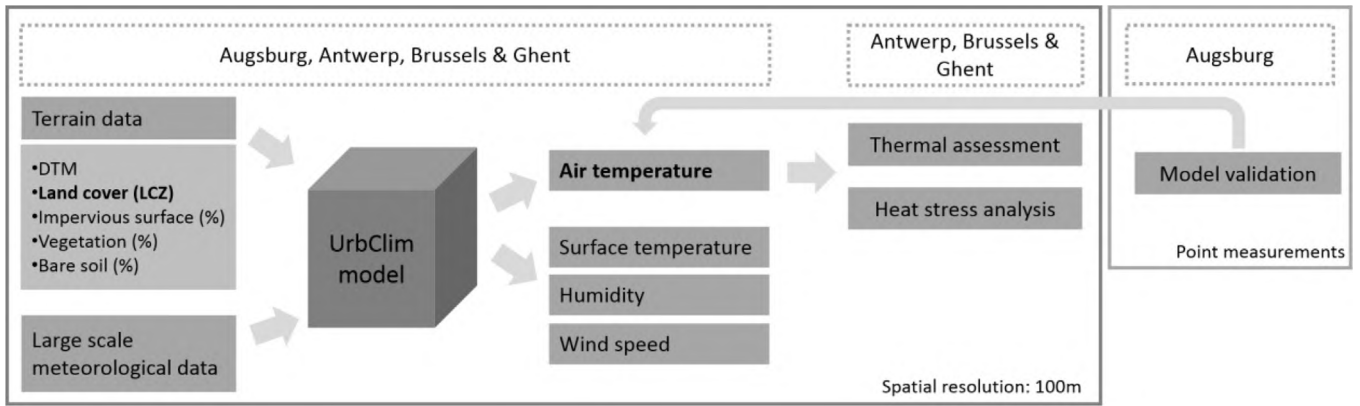 Augsburg, Antwerp, Brussels & Ghent
Antwerp, Brussels &
Ghent
Augsburg
Terrain data
•DTM
•Land cover (LCZ)
•Impervious surface (%)
•Vegetation (%)
•Bare soil (%)
Large scale
meteorological data
UrbClim
model
Air temperature
Surface temperature
Humidity
Wind speed
Thermal assessment
Heat stress analysis
Spatial resolution: 100m
Model validation
Point measurements